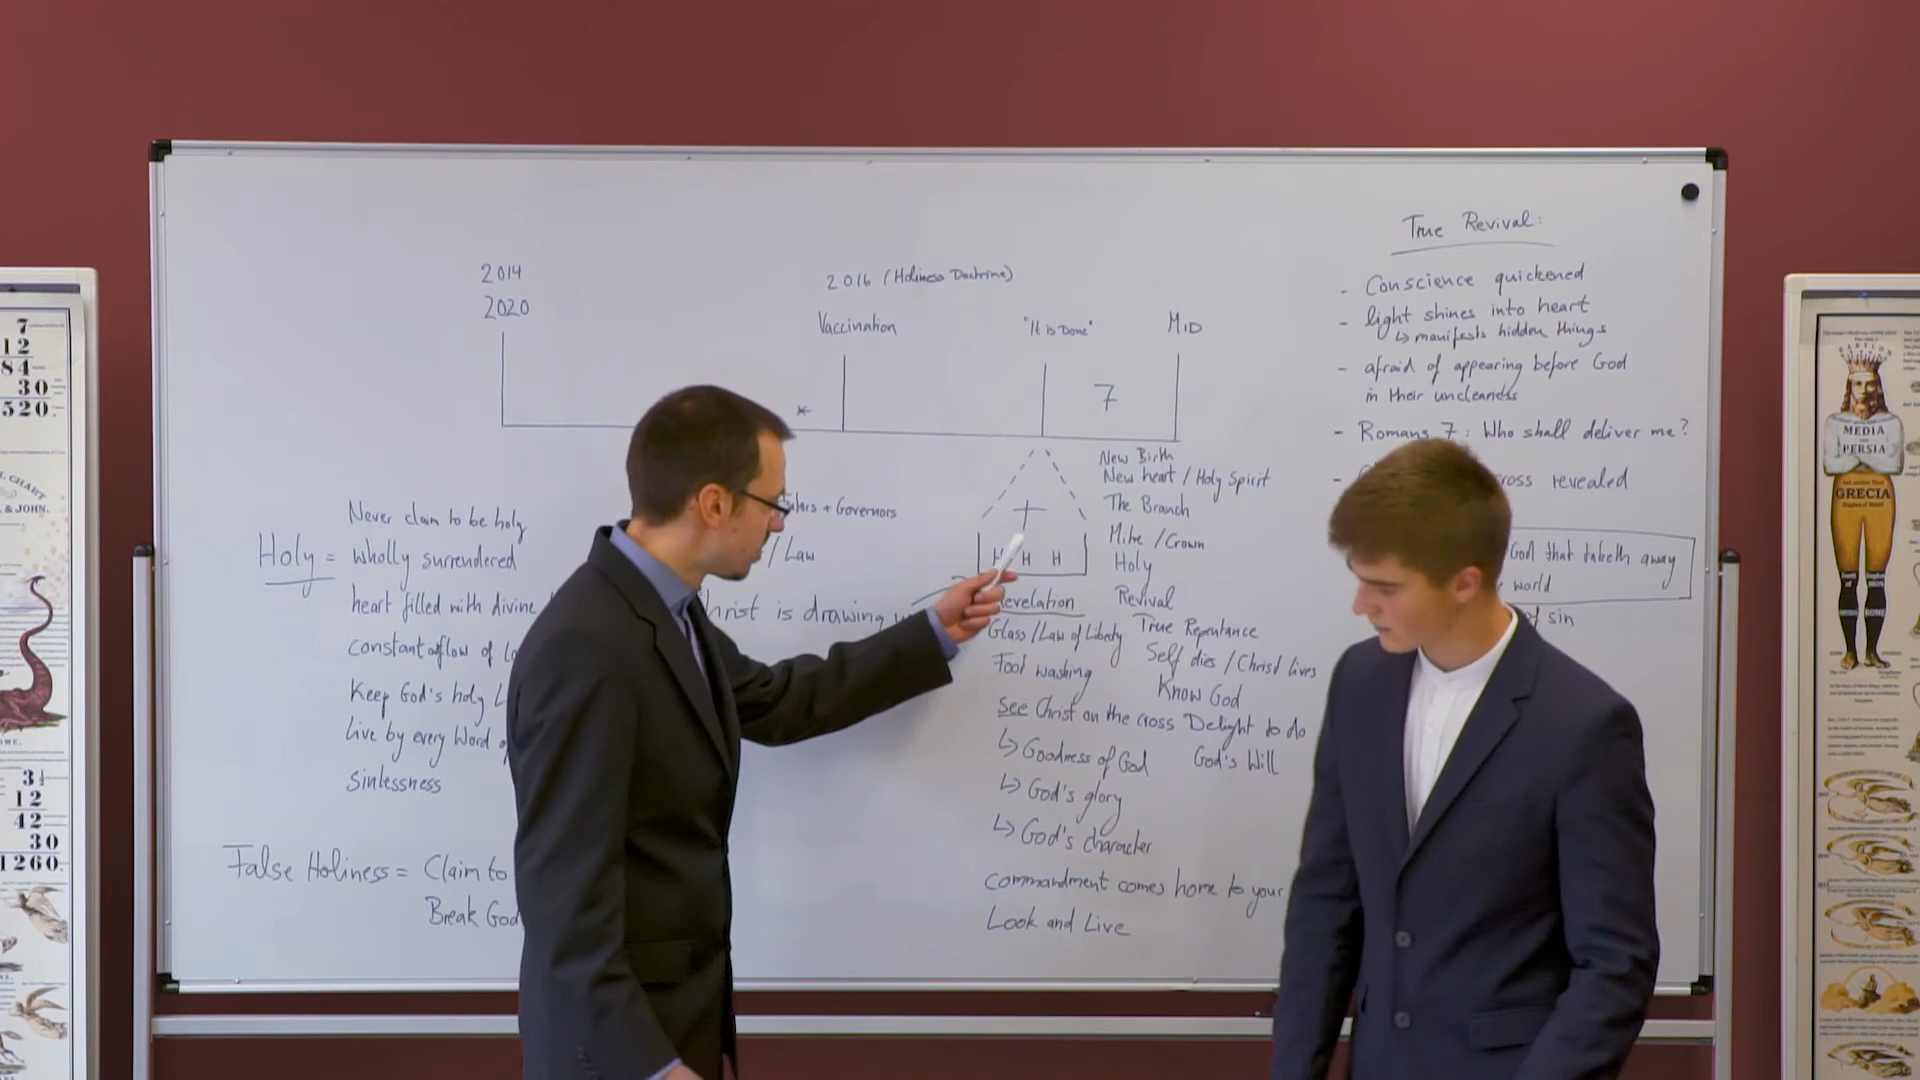 2014
2020
2016 (Holiness Doctrine)
Vaccination
"It is Done"
MID
7
True Revival:
- Conscience quickened
- light shines into heart
↳ manifests hidden things
- afraid of appearing before God
in their uncleanness
- Romans 7: Who shall deliver me?
- revealed
God that taketh away
world
of sin
New Birth
New heart / Holy Spirit
The Branch
Mitre / Crown
Holy
Revival
True Repentance
Self dies / Christ lives
Know God
Delight to do
God's Will
H H H
Revelation
Glass / Law of Liberty
Foot washing
See Christ on the cross
↳ Goodness of God
↳ God's glory
↳ God's character
Commandment comes home to your
Look and Live
+ Governors
/ Law
Christ is drawing
Never claim to be holy
Holy = wholly surrendered
heart filled with divine
constant flow of
Keep God's holy
live by every Word
sinlessness
False Holiness = Claim to
Break God
7
12
84
30
2520.
L CHART
& JOHN.
ROME.
3½
12
42
30
1260.
BABYLON
MEDIA
PERSIA
GRECIA
ROME